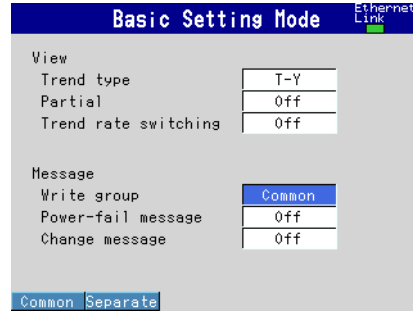 Basic Setting Mode
Ethernet
Link
View
Trend type T-Y
Partial Off
Trend rate switching Off
Message
Write group Common
Power-fail message Off
Change message Off
Common Separate